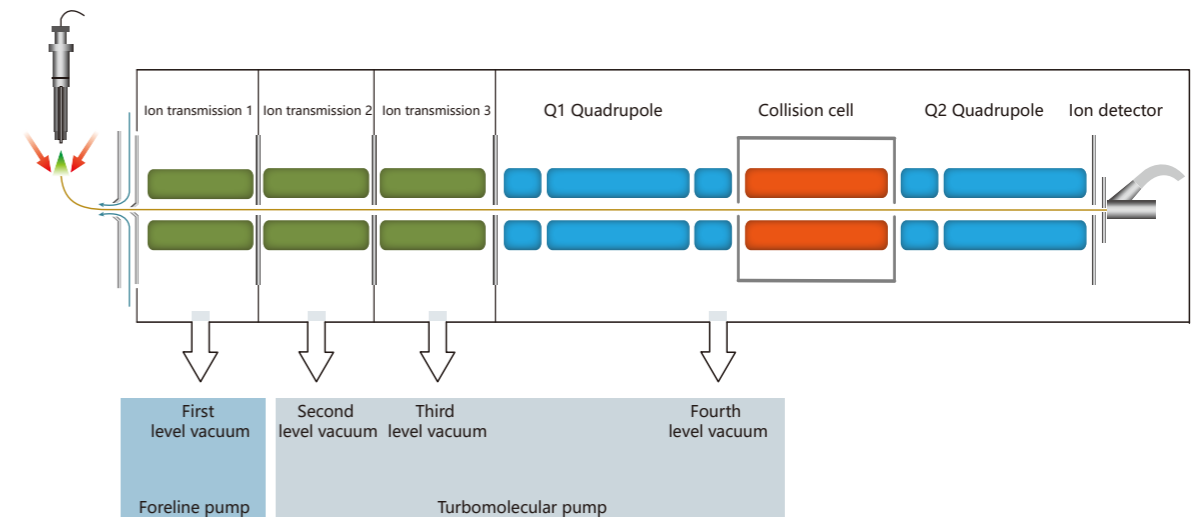 Ion transmission 1
Ion transmission 2
Ion transmission 3
Q1 Quadrupole
Collision cell
Q2 Quadrupole
Ion detector
First
level vacuum
Second
level vacuum
Third
level vacuum
Fourth
level vacuum
Foreline pump
Turbomolecular pump